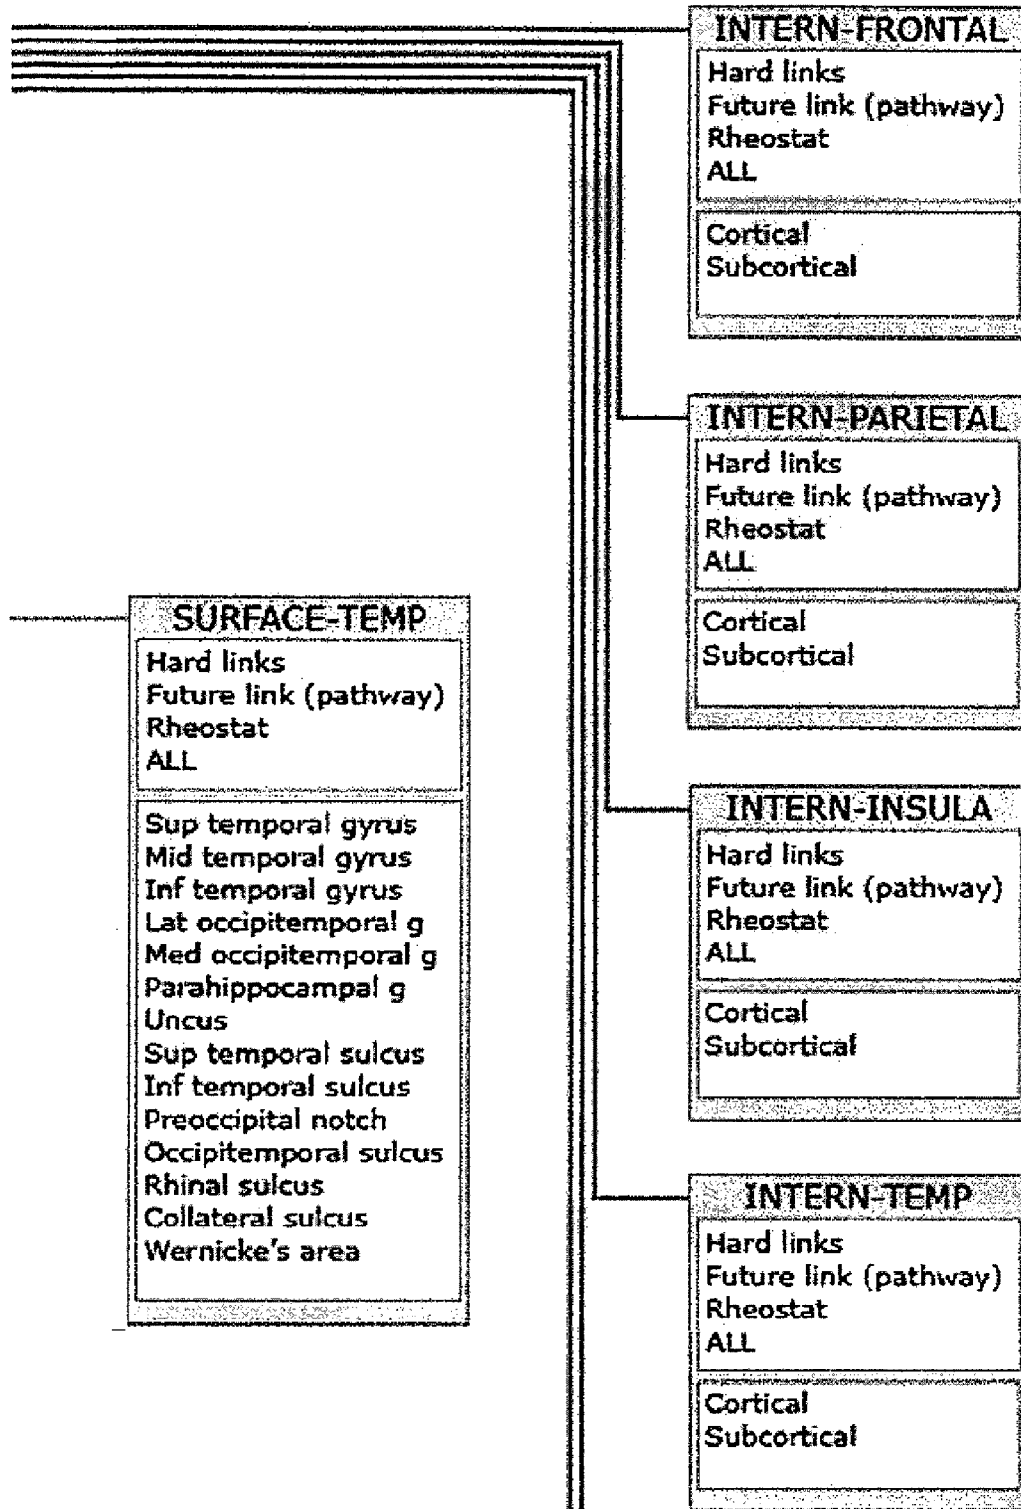 INTERN-FRONTAL
Hard links
Future link (pathway)
Rheostat
ALL
Cortical
Subcortical
INTERN-PARIETAL
Hard links
Future link (pathway)
Rheostat
ALL
Cortical
Subcortical
SURFACE-TEMP
Hard links
Future link (pathway)
Rheostat
ALL
Sup temporal gyrus
Mid temporal gyrus
Inf temporal gyrus
Lat occipitemporal g
Med occipitemporal g
Parahippocampal g
Uncus
Sup temporal sulcus
Inf temporal sulcus
Preoccipital notch
Occipitemporal sulcus
Rhinal sulcus
Collateral sulcus
Wernicke's area
INTERN-INSULA
Hard links
Future link (pathway)
Rheostat
ALL
Cortical
Subcortical
INTERN-TEMP
Hard links
Future link (pathway)
Rheostat
ALL
Cortical
Subcortical